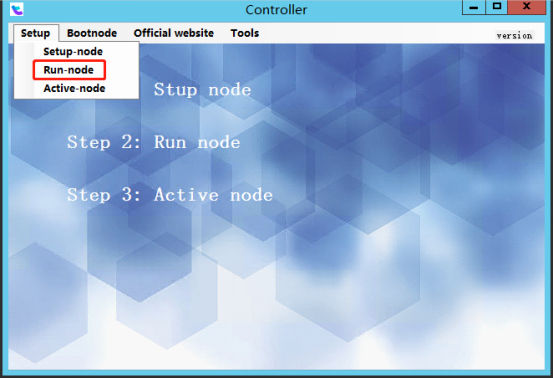 Controller
Setup Bootnode Official website Tools version
Setup-node
Run-node
Active-node
Stup node
Step 2: Run node
Step 3: Active node